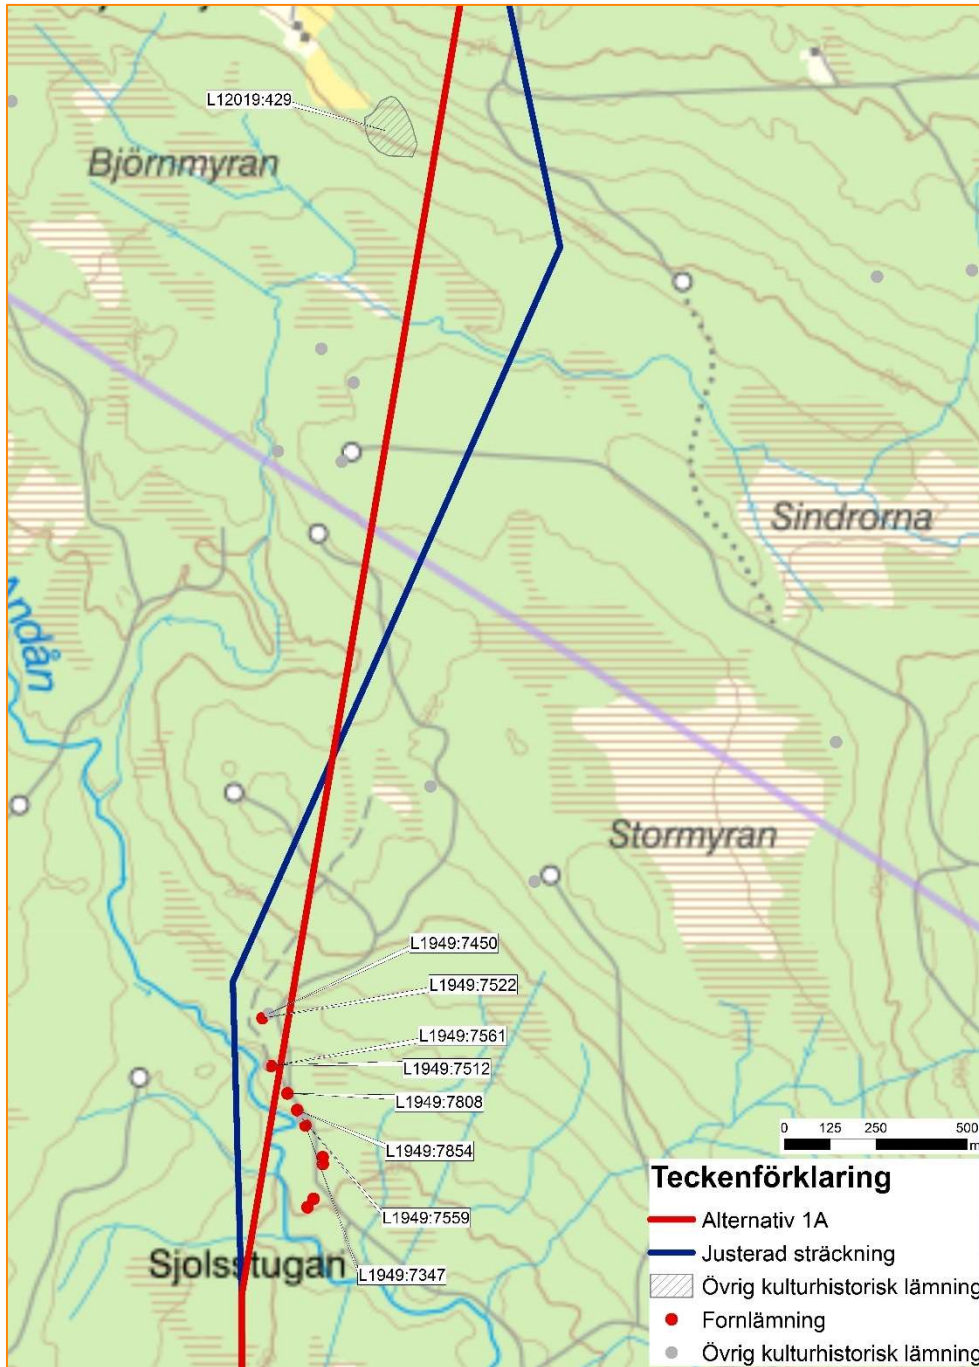 L12019:429
Björnmyran
275
Sindrorna
Andån
Stormyran
L1949:7450
L1949:7522
L1949:7561
L1949:7512
L1949:7808
L1949:7854
L1949:7559
L1949:7347
Sjolsstugan
0 125 250 500
m
Teckenförklaring
Alternativ 1A
Justerad sträckning
Övrig kulturhistorisk lämning
Fornlämning
Övrig kulturhistorisk lämning